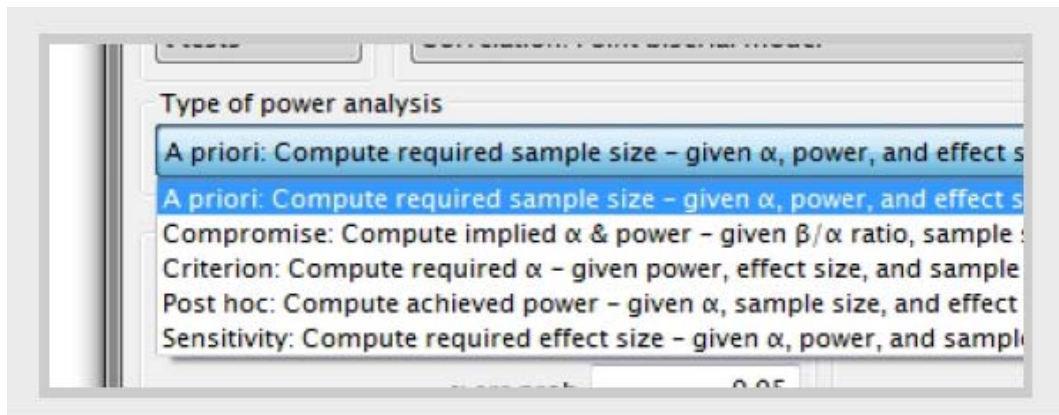 Type of power analysis
A priori: Compute required sample size – given α, power, and effect s
A priori: Compute required sample size – given α, power, and effect s
Compromise: Compute implied α & power – given β/α ratio, sample
Criterion: Compute required α – given power, effect size, and sample
Post hoc: Compute achieved power – given α, sample size, and effect
Sensitivity: Compute required effect size – given α, power, and sampl